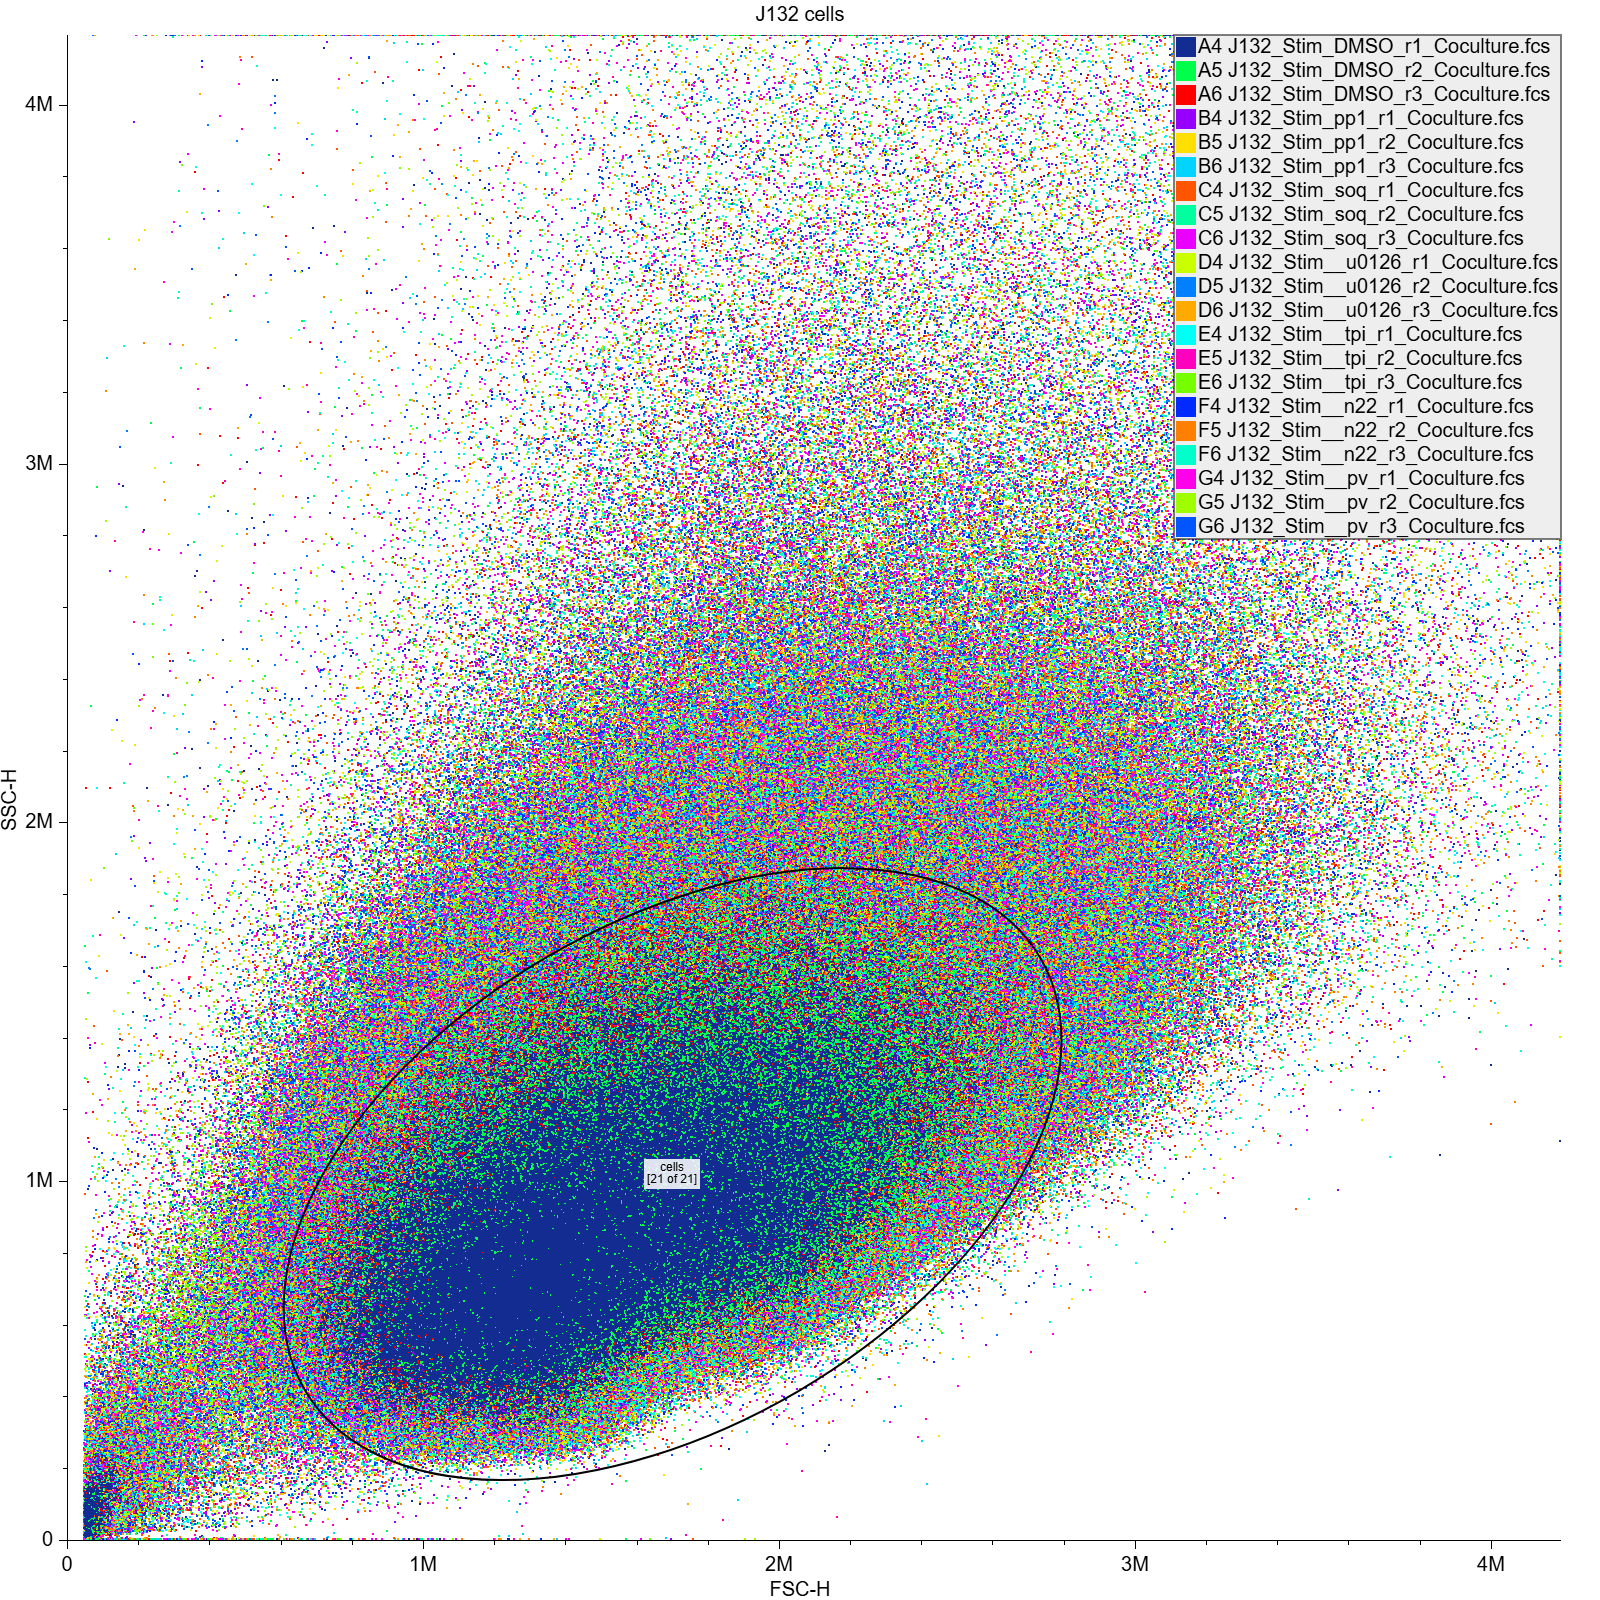 J132 cells
A4 J132_Stim_DMSO_r1_Coculture.fcs
A5 J132_Stim_DMSO_r2_Coculture.fcs
A6 J132_Stim_DMSO_r3_Coculture.fcs
B4 J132_Stim_pp1_r1_Coculture.fcs
B5 J132_Stim_pp1_r2_Coculture.fcs
B6 J132_Stim_pp1_r3_Coculture.fcs
C4 J132_Stim_soq_r1_Coculture.fcs
C5 J132_Stim_soq_r2_Coculture.fcs
C6 J132_Stim_soq_r3_Coculture.fcs
D4 J132_Stim__u0126_r1_Coculture.fcs
D5 J132_Stim__u0126_r2_Coculture.fcs
D6 J132_Stim__u0126_r3_Coculture.fcs
E4 J132_Stim__tpi_r1_Coculture.fcs
E5 J132_Stim__tpi_r2_Coculture.fcs
E6 J132_Stim__tpi_r3_Coculture.fcs
F4 J132_Stim__n22_r1_Coculture.fcs
F5 J132_Stim__n22_r2_Coculture.fcs
F6 J132_Stim__n22_r3_Coculture.fcs
G4 J132_Stim__pv_r1_Coculture.fcs
G5 J132_Stim__pv_r2_Coculture.fcs
G6 J132_Stim__pv_r3_Coculture.fcs
4M
3M
2M
1M
0
SSC-H
cells
[21 of 21]
0 1M 2M 3M 4M
FSC-H